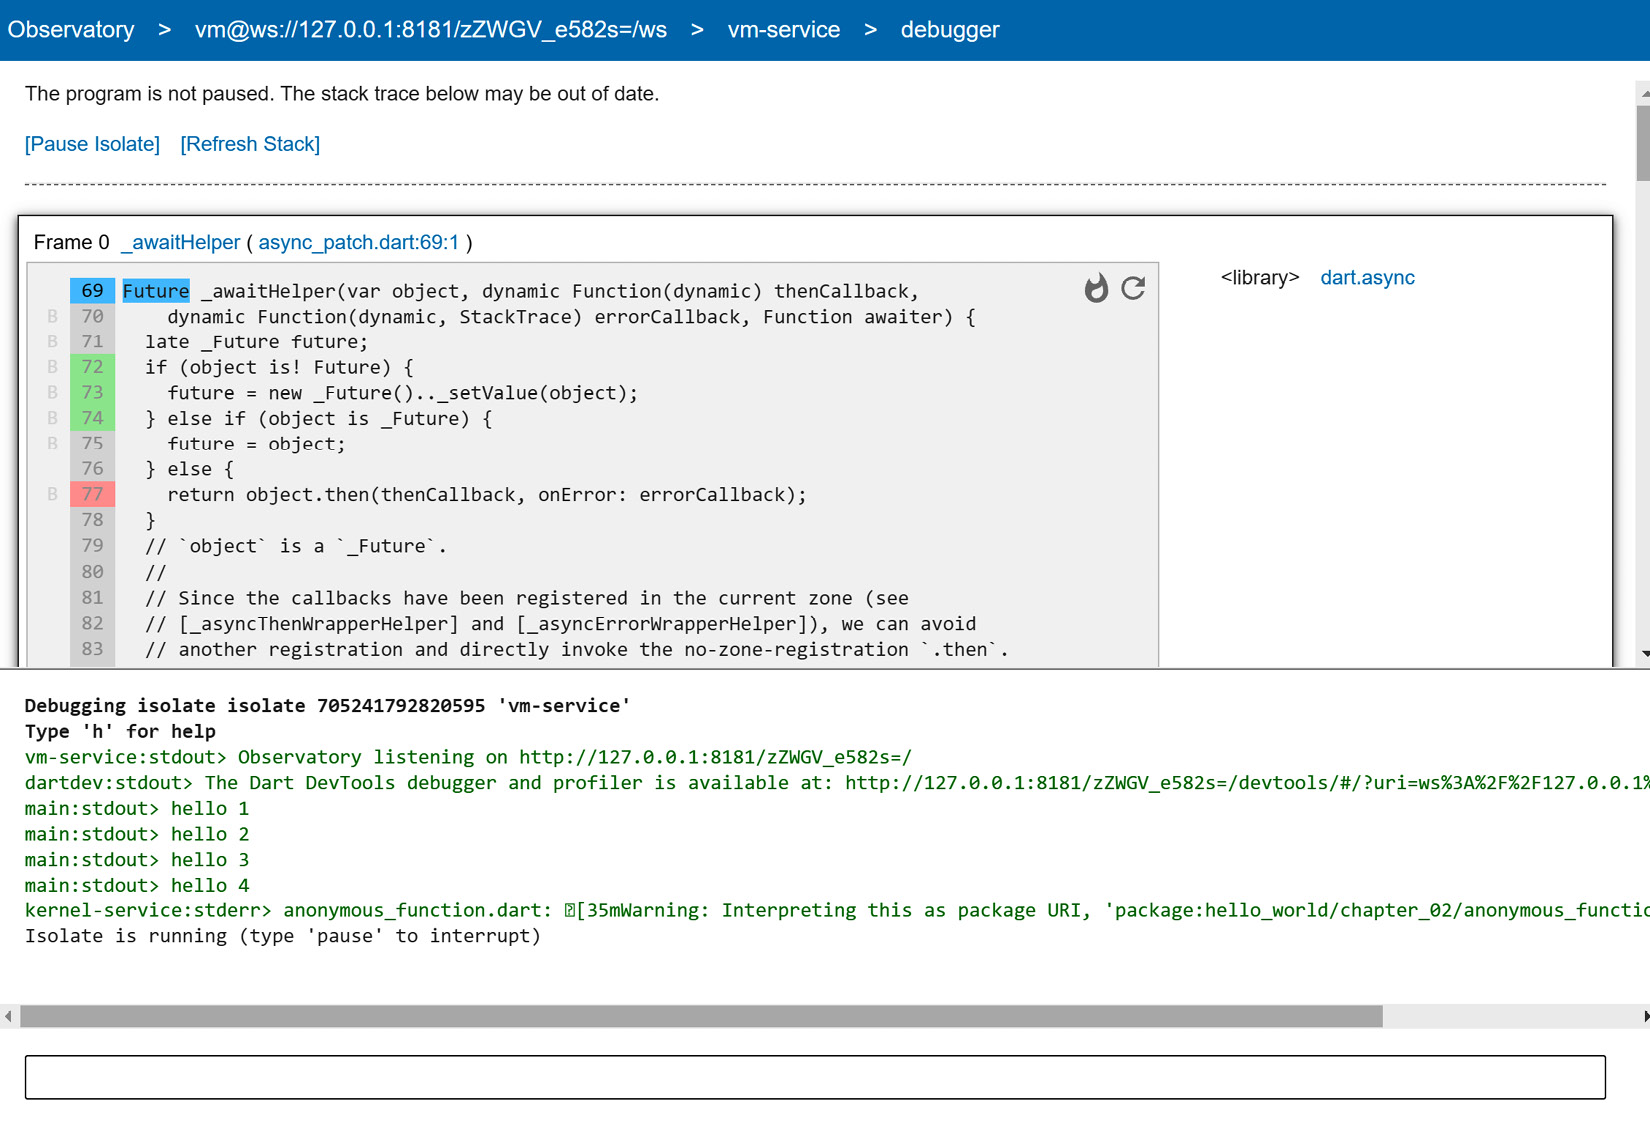 Observatory > vm@ws://127.0.0.1:8181/zZWGV_e582s=/ws > vm-service > debugger
The program is not paused. The stack trace below may be out of date.
[Pause Isolate] [Refresh Stack]
Frame 0 _awaitHelper ( async_patch.dart:69:1 )
<library> dart.async
69 Future _awaitHelper(var object, dynamic Function(dynamic) thenCallback,
B 70 dynamic Function(dynamic, StackTrace) errorCallback, Function awaiter) {
B 71 late _Future future;
B 72 if (object is! Future) {
B 73 future = new _Future().._setValue(object);
B 74 } else if (object is _Future) {
B 75 future = object;
76 } else {
B 77 return object.then(thenCallback, onError: errorCallback);
78 }
79 // `object` is a `_Future`.
80 //
81 // Since the callbacks have been registered in the current zone (see
82 // [_asyncThenWrapperHelper] and [_asyncErrorWrapperHelper]), we can avoid
83 // another registration and directly invoke the no-zone-registration `.then`.
Debugging isolate isolate 705241792820595 'vm-service'
Type 'h' for help
vm-service:stdout> Observatory listening on http://127.0.0.1:8181/zZWGV_e582s=/
dartdev:stdout> The Dart DevTools debugger and profiler is available at: http://127.0.0.1:8181/zZWGV_e582s=/devtools/#/?uri=ws%3A%2F%2F127.0.0.1%
main:stdout> hello 1
main:stdout> hello 2
main:stdout> hello 3
main:stdout> hello 4
kernel-service:stderr> anonymous_function.dart: [35mWarning: Interpreting this as package URI, 'package:hello_world/chapter_02/anonymous_functio
Isolate is running (type 'pause' to interrupt)